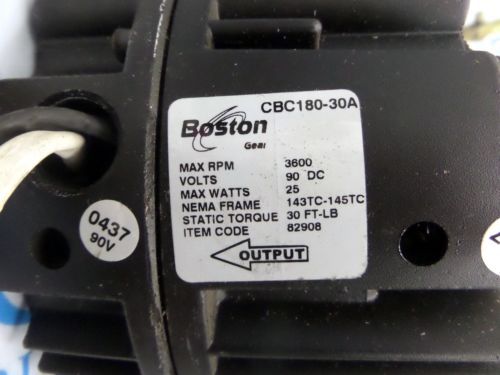 CBC180-30A
Boston
Gear
MAX RPM 3600
VOLTS 90 DC
MAX WATTS 25
NEMA FRAME 143TC-145TC
STATIC TORQUE 30 FT-LB
ITEM CODE 82908
OUTPUT
0437
90V